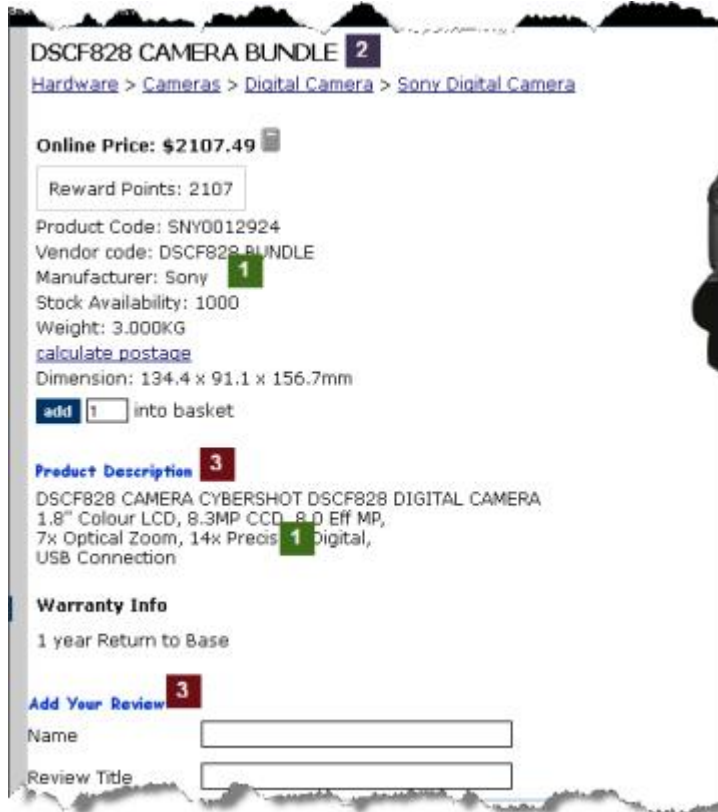 DSCF828 CAMERA BUNDLE 2
Hardware > Cameras > Digital Camera > Sony Digital Camera
Online Price: $2107.49
Reward Points: 2107
Product Code: SNY0012924
Vendor code: DSCF828 BUNDLE
Manufacturer: Sony 1
Stock Availability: 1000
Weight: 3.000KG
calculate postage
Dimension: 134.4 x 91.1 x 156.7mm
add 1 into basket
Product Description 3
DSCF828 CAMERA CYBERSHOT DSCF828 DIGITAL CAMERA
1.8" Colour LCD, 8.3MP CCD, 8.0 Eff MP,
7x Optical Zoom, 14x 1 Digital,
USB Connection
Warranty Info
1 year Return to Base
Add Your Review 3
Name
Review Title